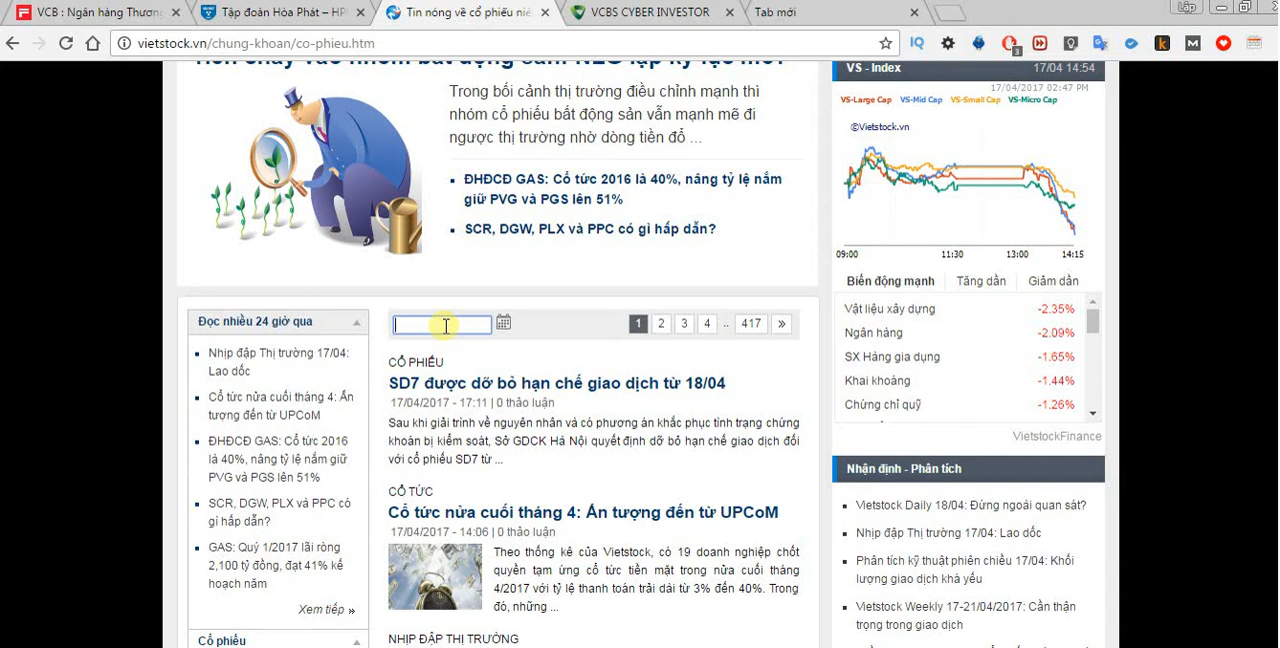 VCB : Ngân hàng Thương
Tập đoàn Hòa Phát – HP
Tin nóng về cổ phiếu niê
VCBS CYBER INVESTOR
Tab mới
Lập
vietstock.vn/chung-khoan/co-phieu.htm
IQ
3
Trong bối cảnh thị trường điều chỉnh mạnh thì
nhóm cổ phiếu bất động sản vẫn mạnh mẽ đi
ngược thị trường nhờ dòng tiền đổ ...
ĐHĐCĐ GAS: Cổ tức 2016 là 40%, nâng tỷ lệ nắm
giữ PVG và PGS lên 51%
SCR, DGW, PLX và PPC có gì hấp dẫn?
Đọc nhiều 24 giờ qua
Nhịp đập Thị trường 17/04:
Lao dốc
Cổ tức nửa cuối tháng 4: Ấn
tượng đến từ UPCoM
ĐHĐCĐ GAS: Cổ tức 2016
là 40%, nâng tỷ lệ nắm giữ
PVG và PGS lên 51%
SCR, DGW, PLX và PPC có
gì hấp dẫn?
GAS: Quý 1/2017 lãi ròng
2,100 tỷ đồng, đạt 41% kế
hoạch năm
Xem tiếp »
Cổ phiếu
1 2 3 4 .. 417 »
CỔ PHIẾU
SD7 được dỡ bỏ hạn chế giao dịch từ 18/04
17/04/2017 - 17:11 | 0 thảo luận
Sau khi giải trình về nguyên nhân và có phương án khắc phục tình trạng chứng
khoán bị kiểm soát, Sở GDCK Hà Nội quyết định dỡ bỏ hạn chế giao dịch đối
với cổ phiếu SD7 từ ...
CỔ TỨC
Cổ tức nửa cuối tháng 4: Ấn tượng đến từ UPCoM
17/04/2017 - 14:06 | 0 thảo luận
Theo thống kê của Vietstock, có 19 doanh nghiệp chốt
quyền tạm ứng cổ tức tiền mặt trong nửa cuối tháng
4/2017 với tỷ lệ thanh toán trải dài từ 3% đến 40%. Trong
đó, những ...
NHỊP ĐẬP THỊ TRƯỜNG
VS - Index 17/04 14:54
17/04/2017 02:47 PM
VS-Large Cap VS-Mid Cap VS-Small Cap VS-Micro Cap
©Vietstock.vn
09:00 11:30 13:00 14:15
Biến động mạnh Tăng dần Giảm dần
Vật liệu xây dựng -2.35%
Ngân hàng -2.09%
SX Hàng gia dụng -1.65%
Khai khoáng -1.44%
Chứng chỉ quỹ -1.26%
VietstockFinance
Nhận định - Phân tích
Vietstock Daily 18/04: Đứng ngoài quan sát?
Nhịp đập Thị trường 17/04: Lao dốc
Phân tích kỹ thuật phiên chiều 17/04: Khối
lượng giao dịch khá yếu
Vietstock Weekly 17-21/04/2017: Cẩn thận
trọng trong giao dịch